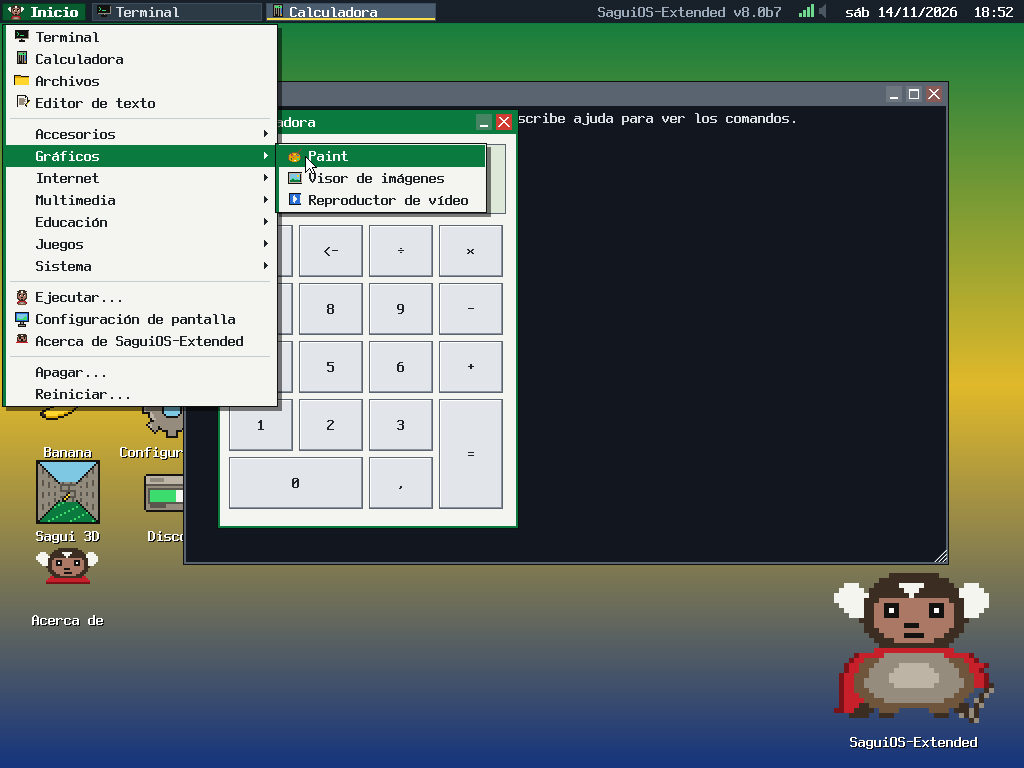 Inicio
Terminal
Calculadora
SaguiOS-Extended v8.0b7
sáb 14/11/2026 18:52
Terminal
Calculadora
Archivos
Editor de texto
Accesorios
Gráficos
Internet
Multimedia
Educación
Juegos
Sistema
Ejecutar...
Configuración de pantalla
Acerca de SaguiOS-Extended
Apagar...
Reiniciar...
Paint
Visor de imágenes
Reproductor de vídeo
adora
scribe ajuda para ver los comandos.
<- ÷ ×
8 9 -
5 6 +
1 2 3
=
0 ,
Banana
Configur
Sagui 3D
Disco
Acerca de
SaguiOS-Extended